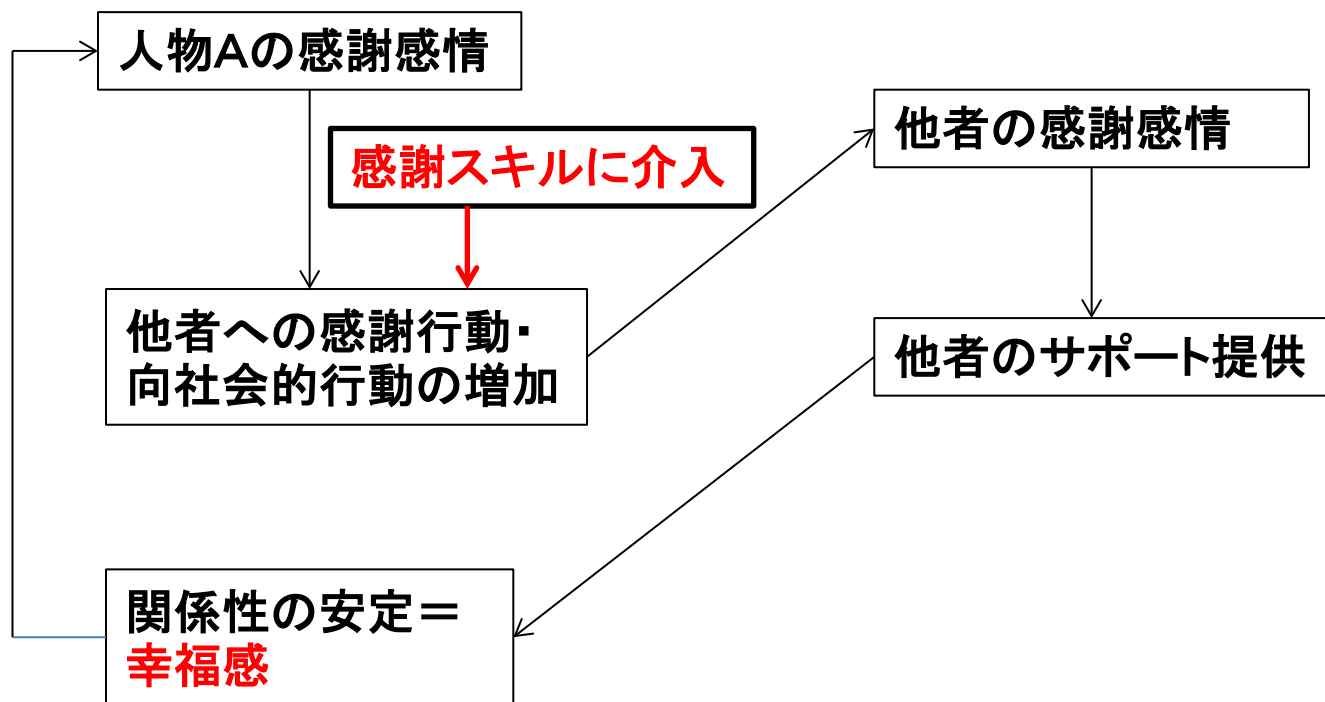 人物Aの感謝感情
他者の感謝感情
感謝スキルに介入
他者への感謝行動・
向社会的行動の増加
他者のサポート提供
関係性の安定＝
幸福感